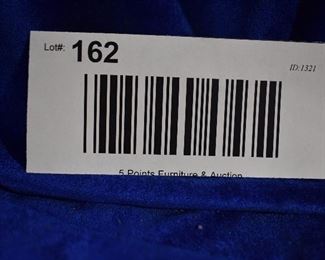 Lot#: 162
ID:1321
5 Points Furniture & Auction